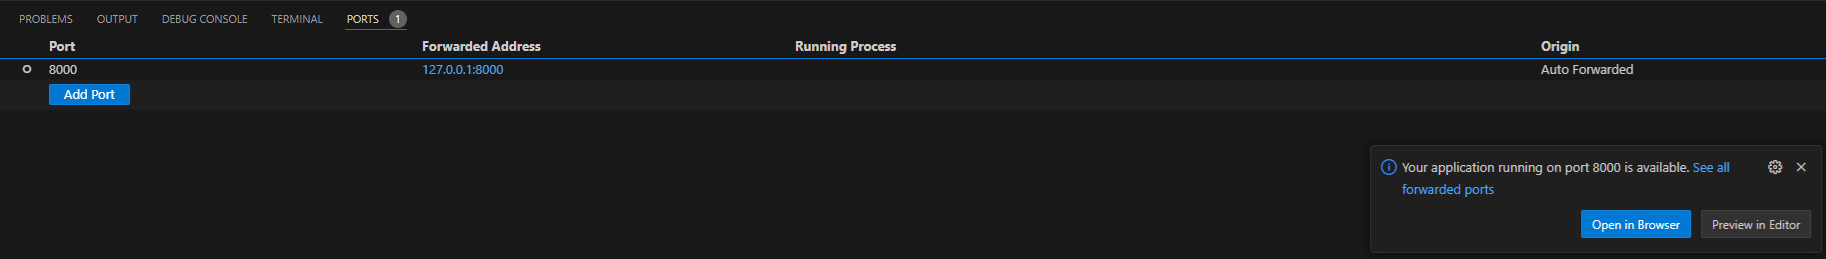 PROBLEMS OUTPUT DEBUG CONSOLE TERMINAL PORTS 1
Port Forwarded Address Running Process Origin
8000 127.0.0.1:8000 Auto Forwarded
Add Port
Your application running on port 8000 is available. See all
forwarded ports
Open in Browser Preview in Editor